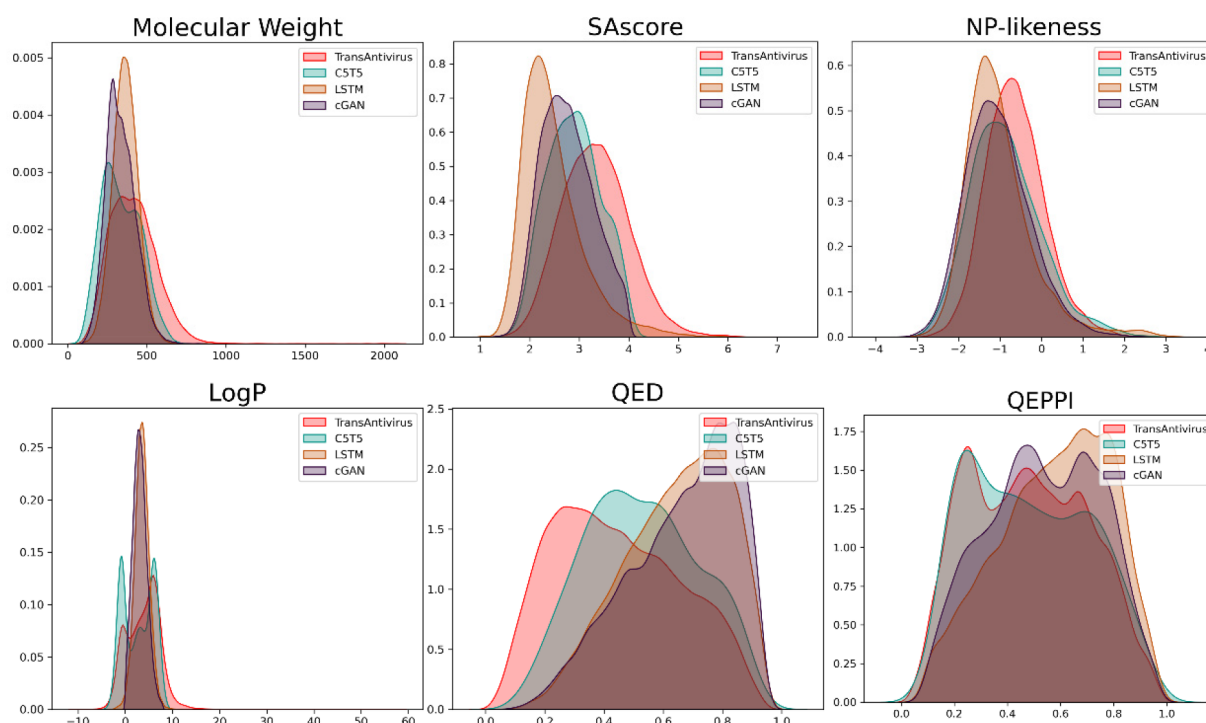 Molecular Weight
0.005
0.004
0.003
0.002
0.001
0.000
0 500 1000 1500 2000
TransAntivirus
C5T5
LSTM
cGAN
SAscore
0.8
0.7
0.6
0.5
0.4
0.3
0.2
0.1
0.0
1 2 3 4 5 6 7
TransAntivirus
C5T5
LSTM
cGAN
NP-likeness
0.6
0.5
0.4
0.3
0.2
0.1
0.0
−4 −3 −2 −1 0 1 2 3 4
TransAntivirus
C5T5
LSTM
cGAN
LogP
0.25
0.20
0.15
0.10
0.05
0.00
−10 0 10 20 30 40 50 60
TransAntivirus
C5T5
LSTM
cGAN
QED
2.5
2.0
1.5
1.0
0.5
0.0
0.0 0.2 0.4 0.6 0.8 1.0
TransAntivirus
C5T5
LSTM
cGAN
QEPPI
1.75
1.50
1.25
1.00
0.75
0.50
0.25
0.00
0.0 0.2 0.4 0.6 0.8 1.0
TransAntivirus
C5T5
LSTM
cGAN